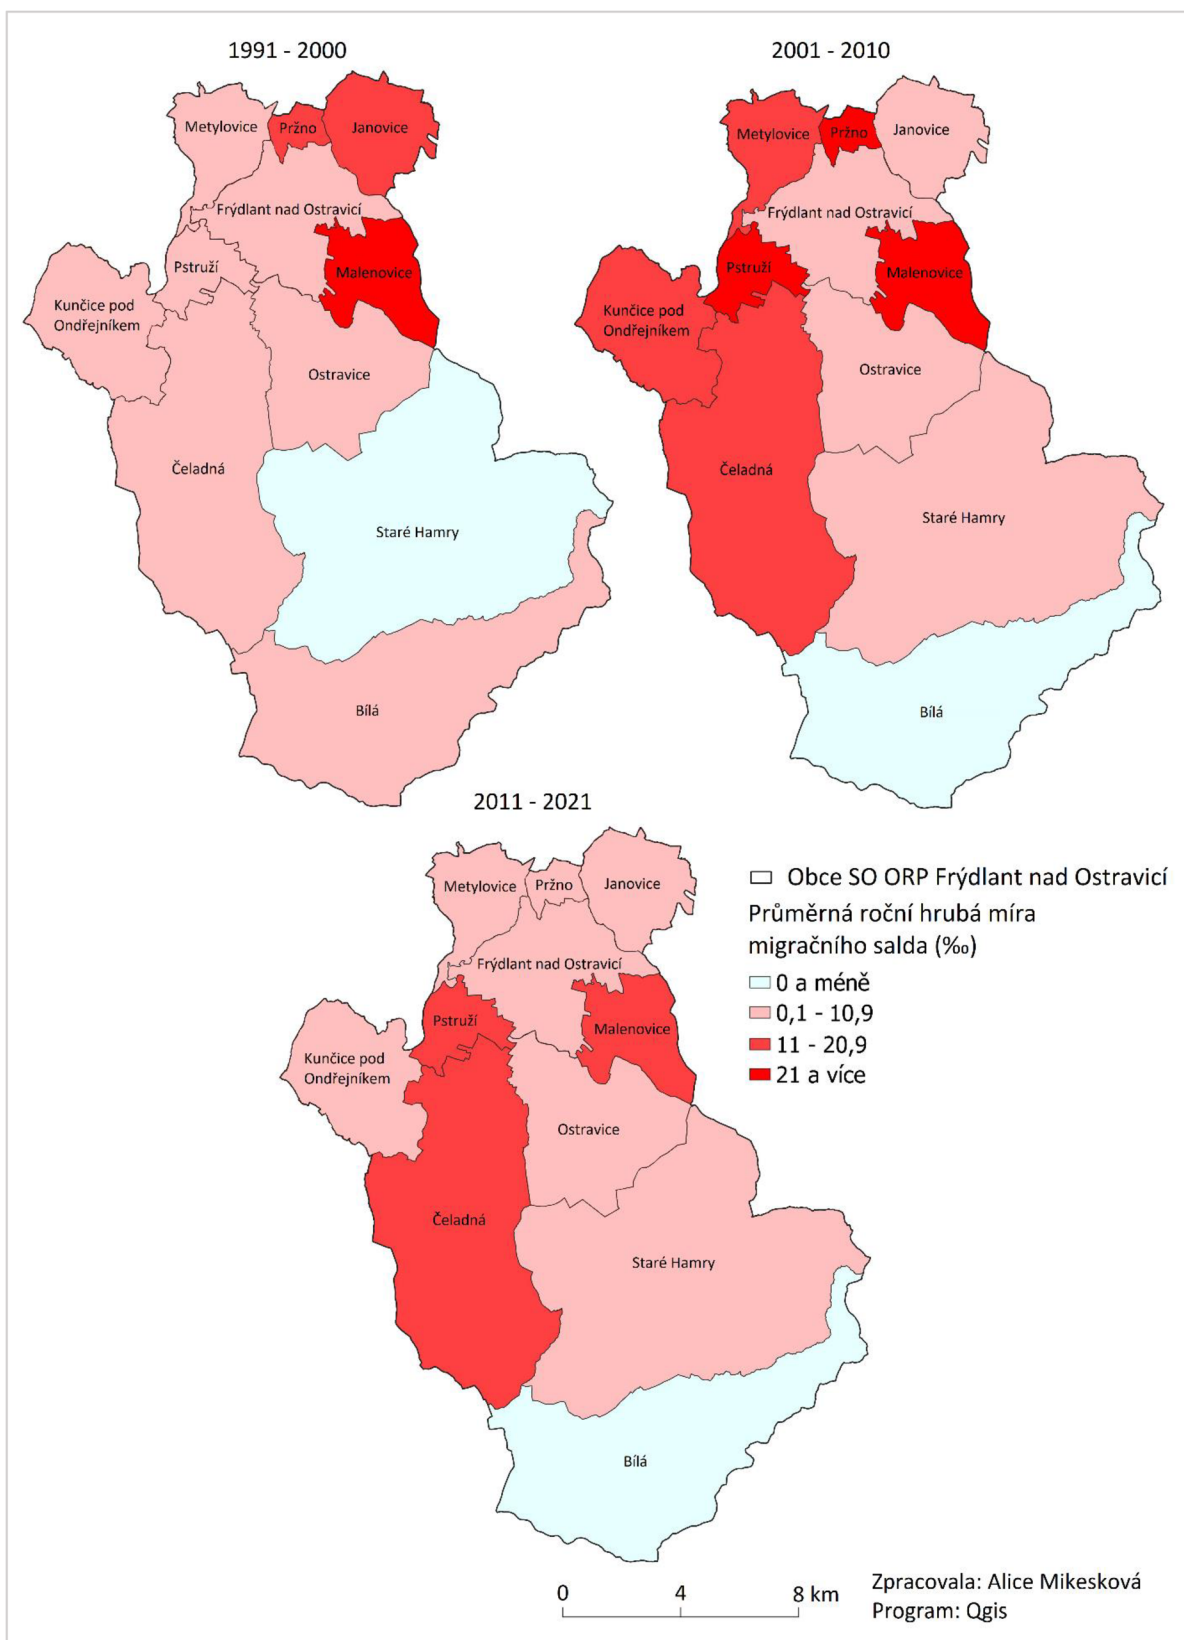 1991 - 2000
Metylovice
Pržno
Janovice
Frýdlant nad Ostravicí
Pstruží
Malenovice
Kunčice pod
Ondřejníkem
Ostravice
Čeladná
Staré Hamry
Bílá
2001 - 2010
Metylovice
Pržno
Janovice
Frýdlant nad Ostravicí
Pstruží
Malenovice
Kunčice pod
Ondřejníkem
Ostravice
Čeladná
Staré Hamry
Bílá
2011 - 2021
Metylovice
Pržno
Janovice
Frýdlant nad Ostravicí
Pstruží
Malenovice
Kunčice pod
Ondřejníkem
Ostravice
Čeladná
Staré Hamry
Bílá
Obce SO ORP Frýdlant nad Ostravicí
Průměrná roční hrubá míra
migračního salda (‰)
0 a méně
0,1 - 10,9
11 - 20,9
21 a více
0 4 8 km
Zpracovala: Alice Mikesková
Program: Qgis